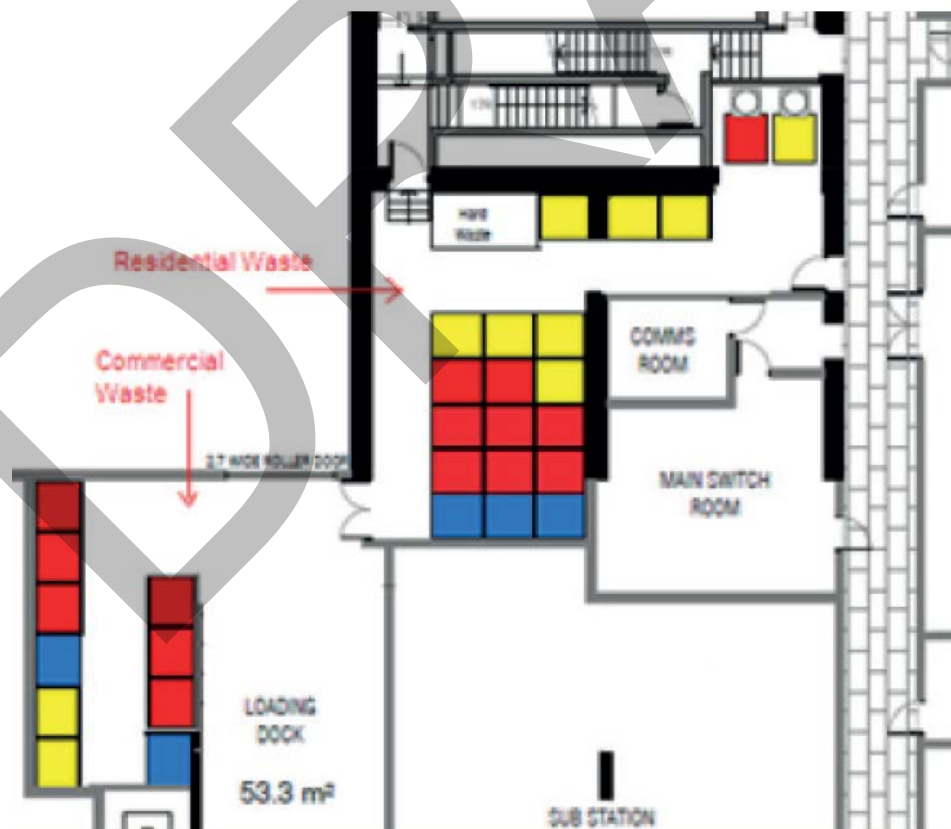 DRA
Hard
Waste
Residential Waste
COMMS
ROOM
Commercial
Waste
2.7 WIDE ROLLER DOOR
MAIN SWITCH
ROOM
LOADING
DOCK
53.3 m²
SUB STATION